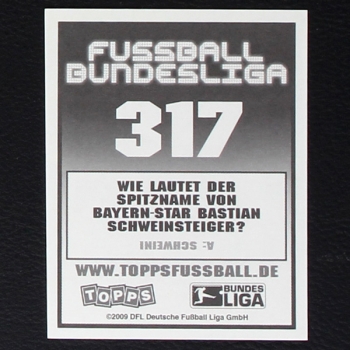 FUSSBALL
BUNDESLIGA
317
WIE LAUTET DER
SPITZNAME VON
BAYERN-STAR BASTIAN
SCHWEINSTEIGER?
A: SCHWEINI
WWW.TOPPSFUSSBALL.DE
TOPPS
BUNDES
LIGA
©2009 DFL Deutsche Fußball Liga GmbH